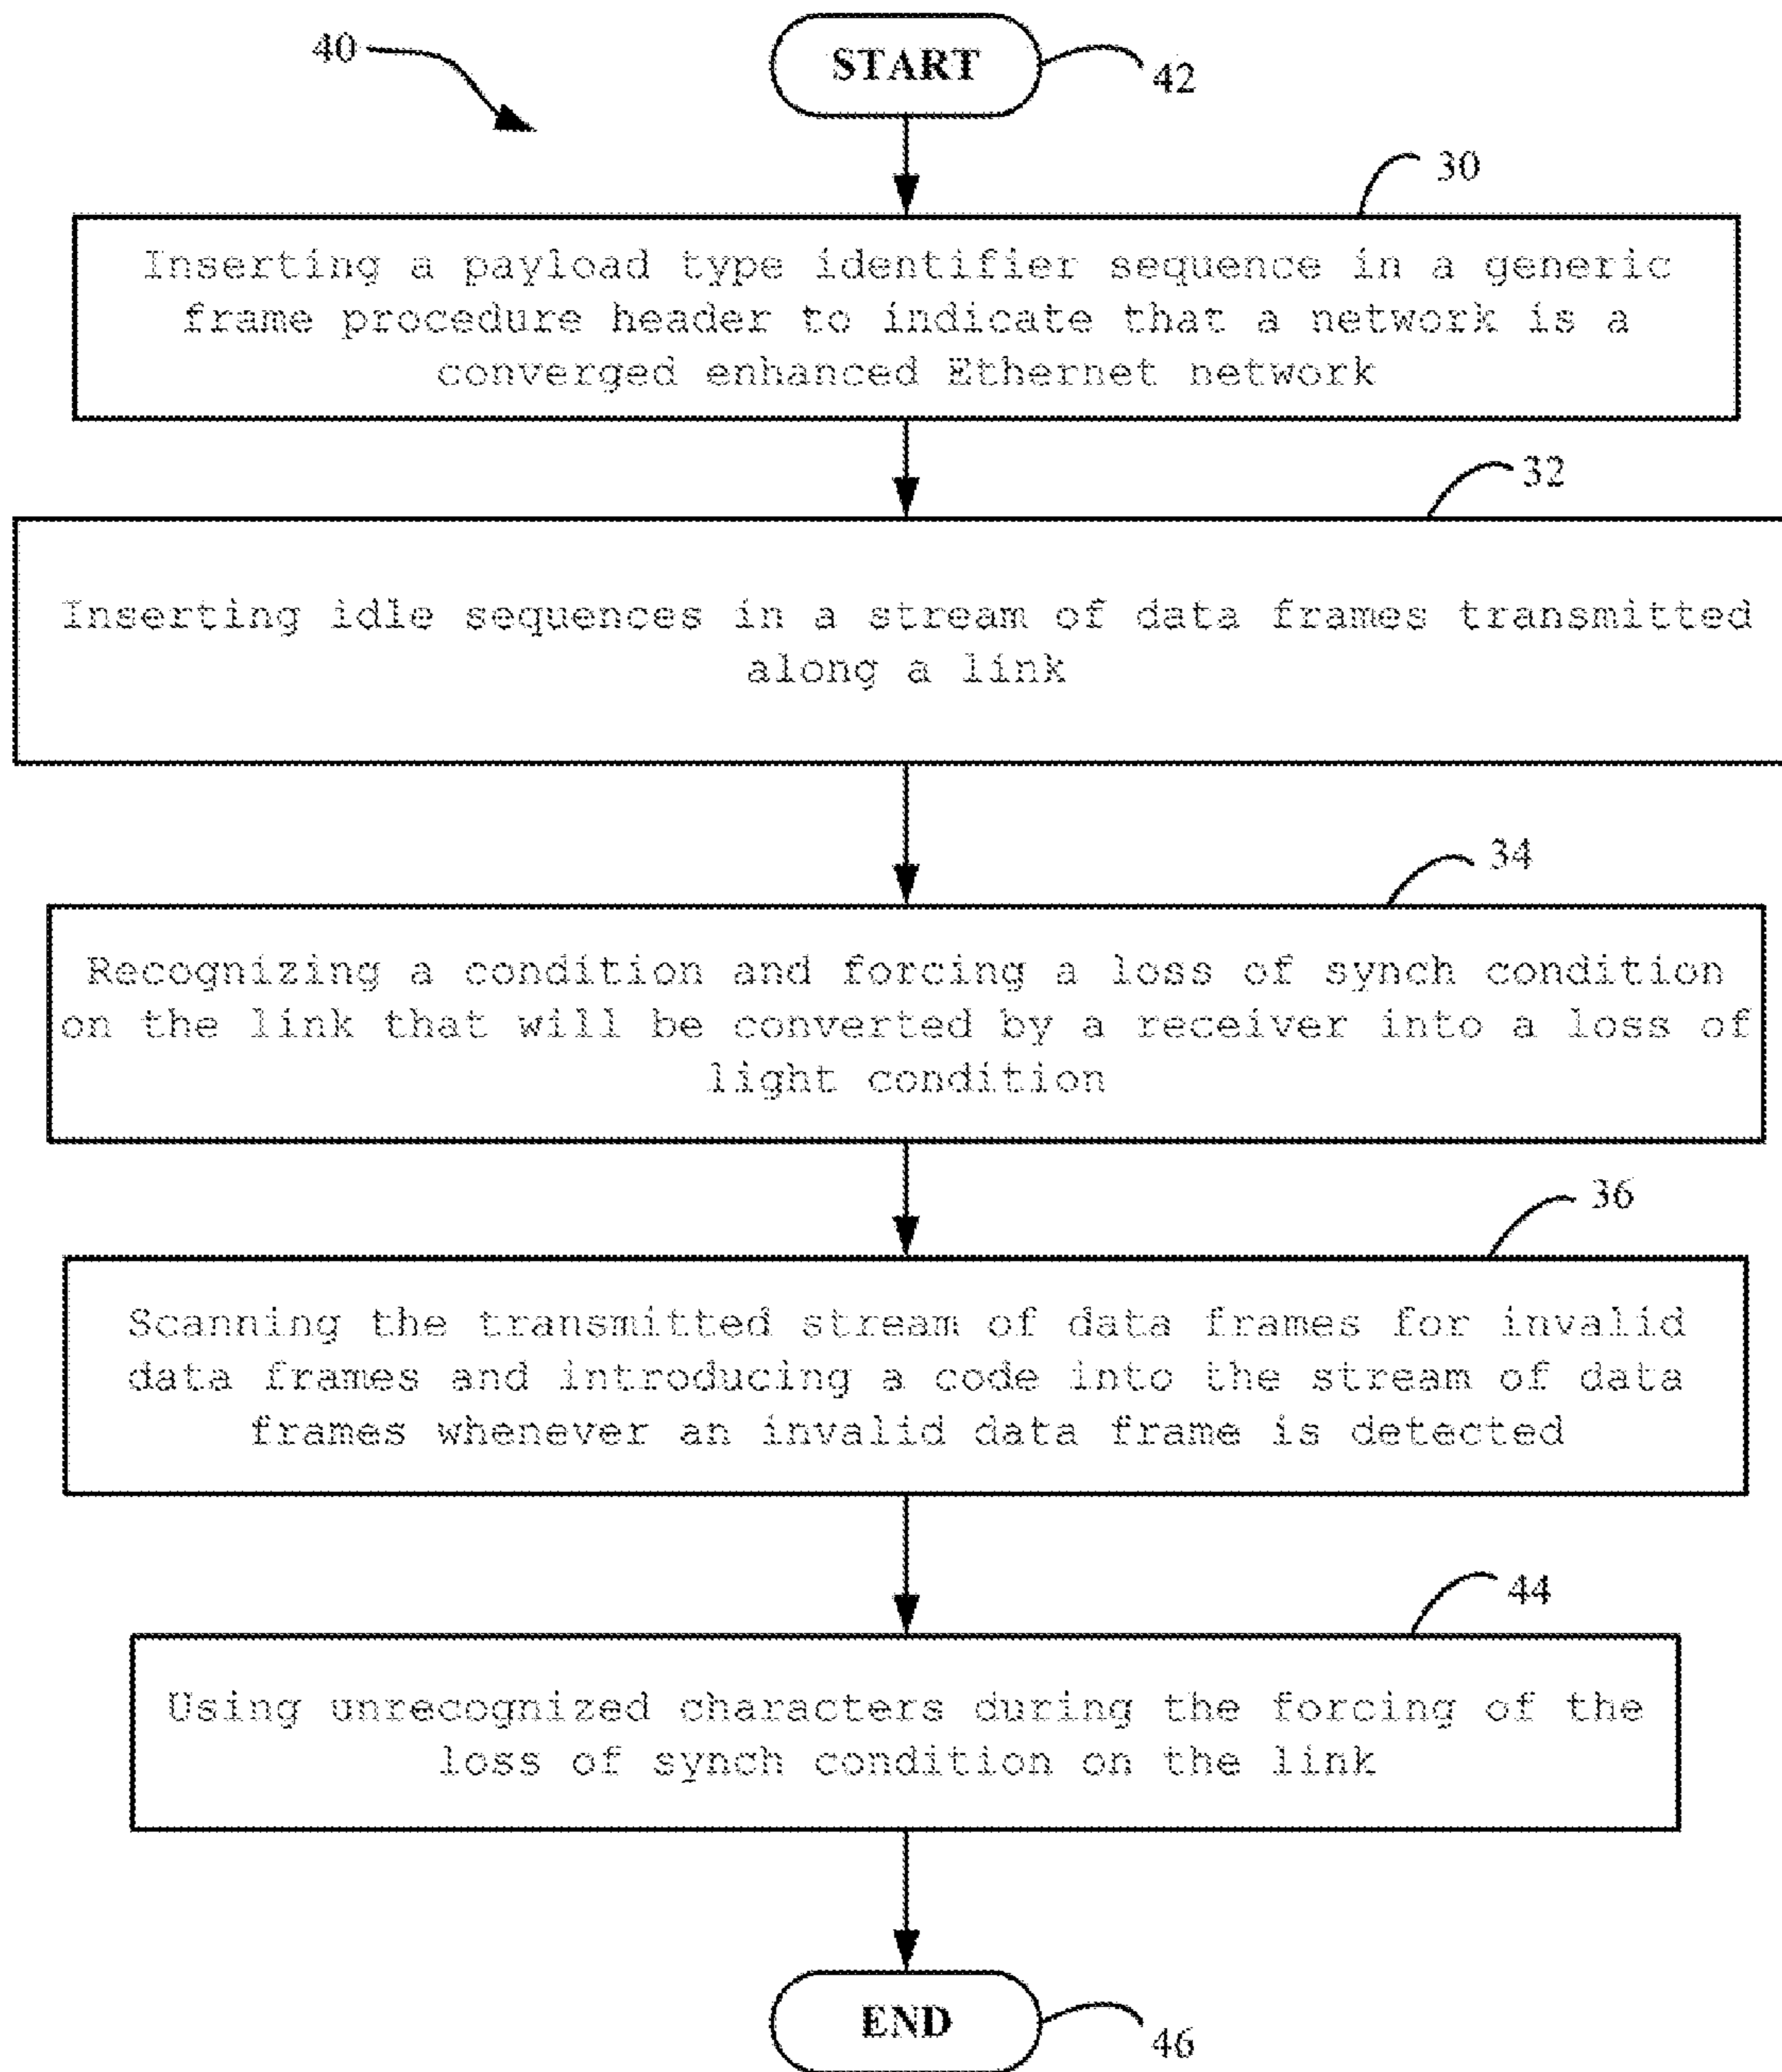 40
START
42
30
Inserting a payload type identifier sequence in a generic
frame procedure header to indicate that a network is a
converged enhanced Ethernet network
32
Inserting idle sequences in a stream of data frames transmitted
along a link
34
Recognizing a condition and forcing a loss of synch condition
on the link that will be converted by a receiver into a loss of
light condition
36
Scanning the transmitted stream of data frames for invalid
data frames and introducing a code into the stream of data
frames whenever an invalid data frame is detected
44
Using unrecognized characters during the forcing of the
loss of synch condition on the link
END
46